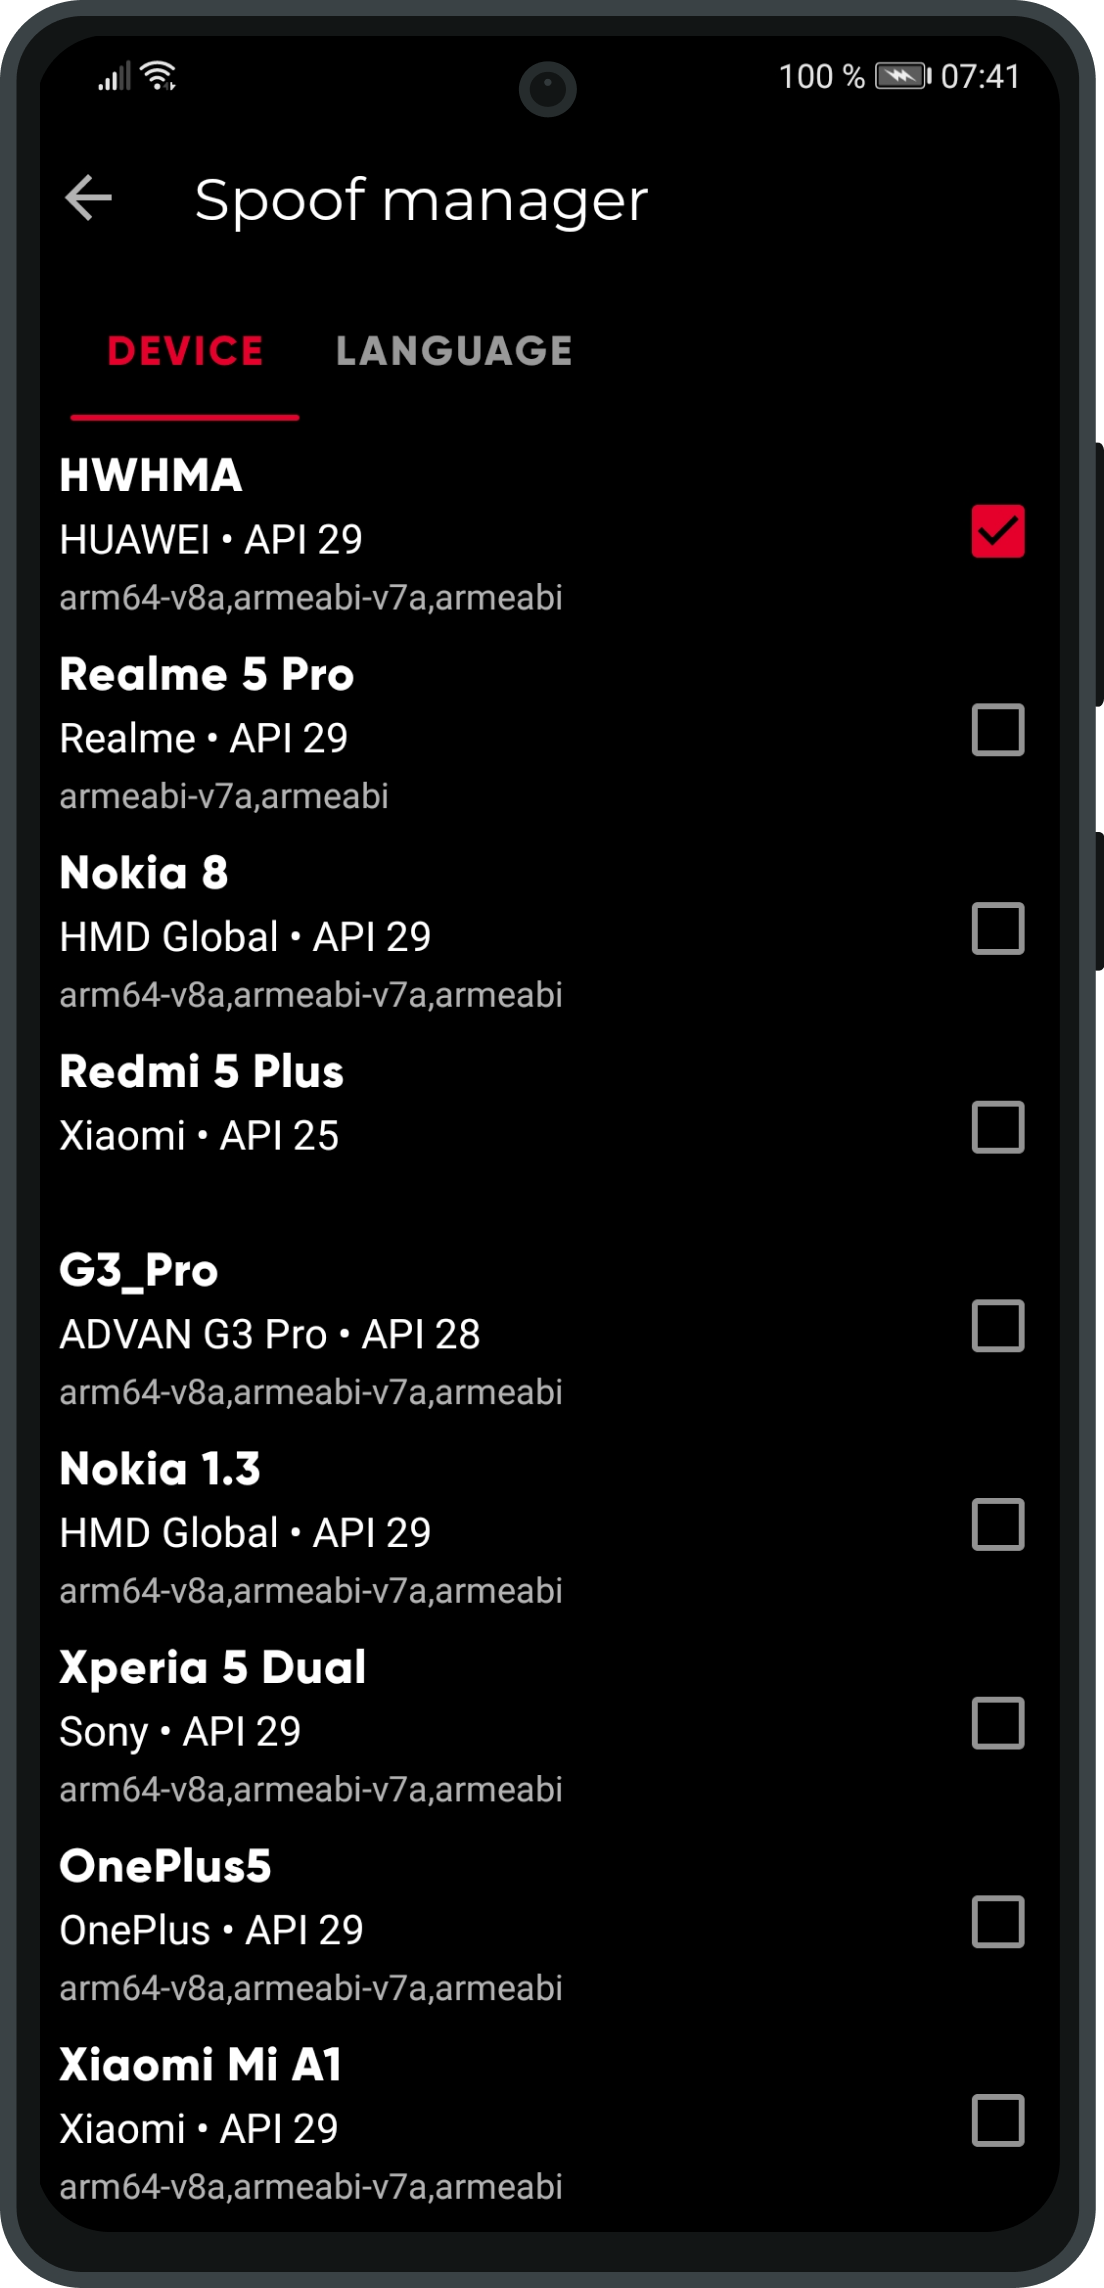 100 % 07:41
Spoof manager
DEVICE LANGUAGE
HWHMA
HUAWEI • API 29
arm64-v8a,armeabi-v7a,armeabi
Realme 5 Pro
Realme • API 29
armeabi-v7a,armeabi
Nokia 8
HMD Global • API 29
arm64-v8a,armeabi-v7a,armeabi
Redmi 5 Plus
Xiaomi • API 25
G3_Pro
ADVAN G3 Pro • API 28
arm64-v8a,armeabi-v7a,armeabi
Nokia 1.3
HMD Global • API 29
arm64-v8a,armeabi-v7a,armeabi
Xperia 5 Dual
Sony • API 29
arm64-v8a,armeabi-v7a,armeabi
OnePlus5
OnePlus • API 29
arm64-v8a,armeabi-v7a,armeabi
Xiaomi Mi A1
Xiaomi • API 29
arm64-v8a,armeabi-v7a,armeabi